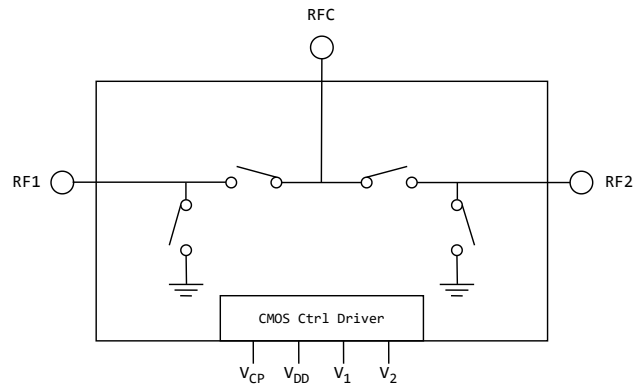 RFC
RF1
RF2
CMOS Ctrl Driver
VCP VDD V1 V2